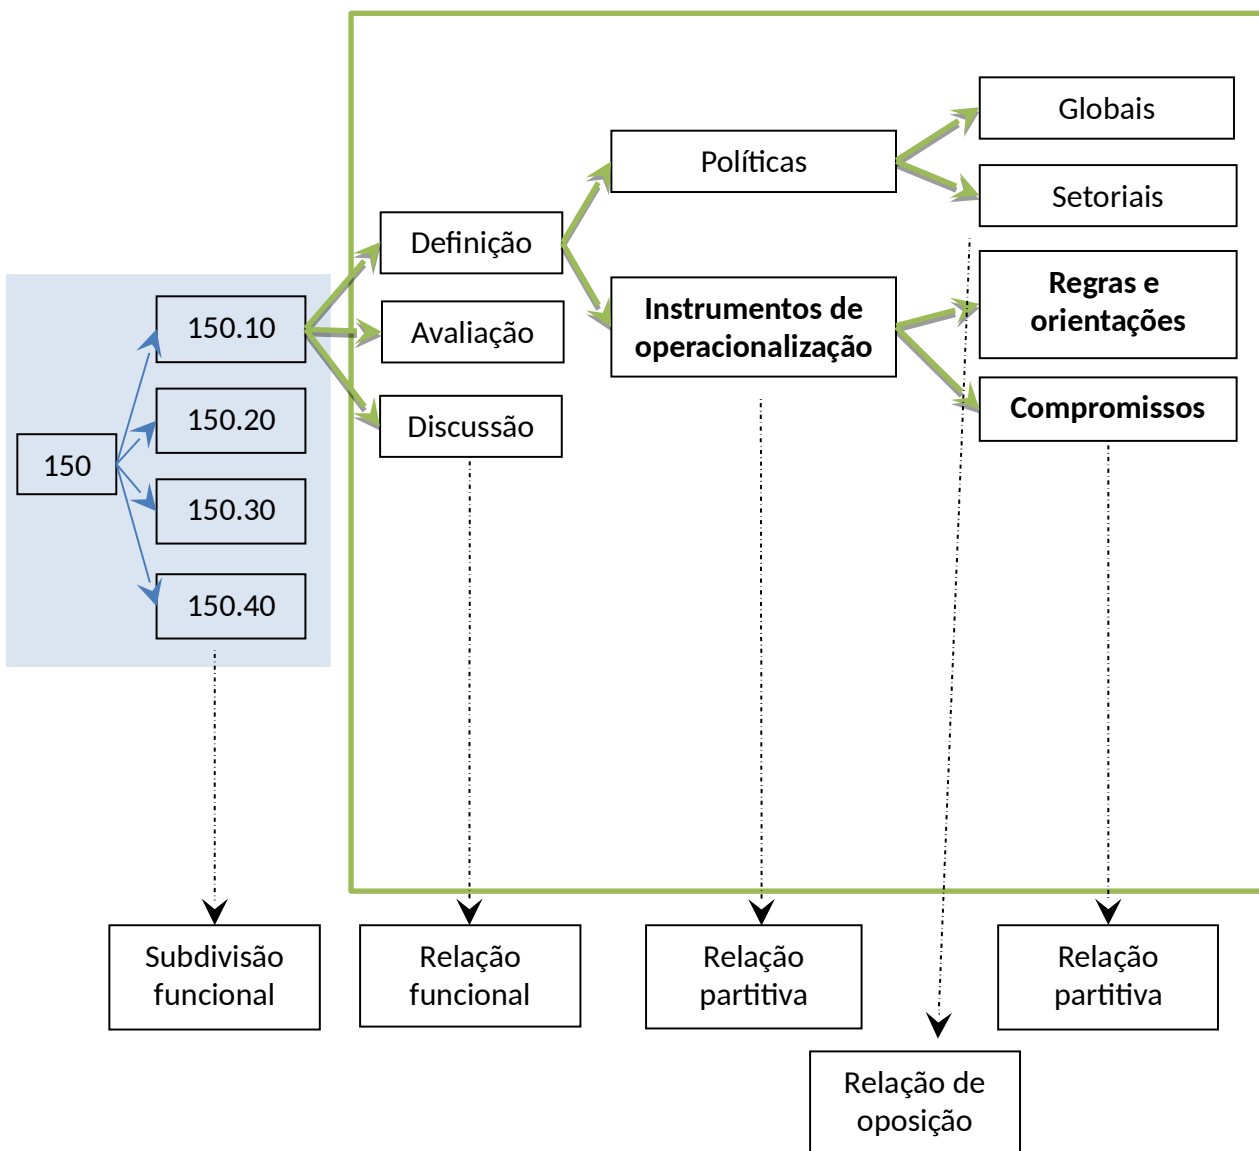 150
150.10
150.20
150.30
150.40
Definição
Avaliação
Discussão
Políticas
Instrumentos de
operacionalização
Globais
Setoriais
Regras e
orientações
Compromissos
Subdivisão
funcional
Relação
funcional
Relação
partitiva
Relação de
oposição
Relação
partitiva